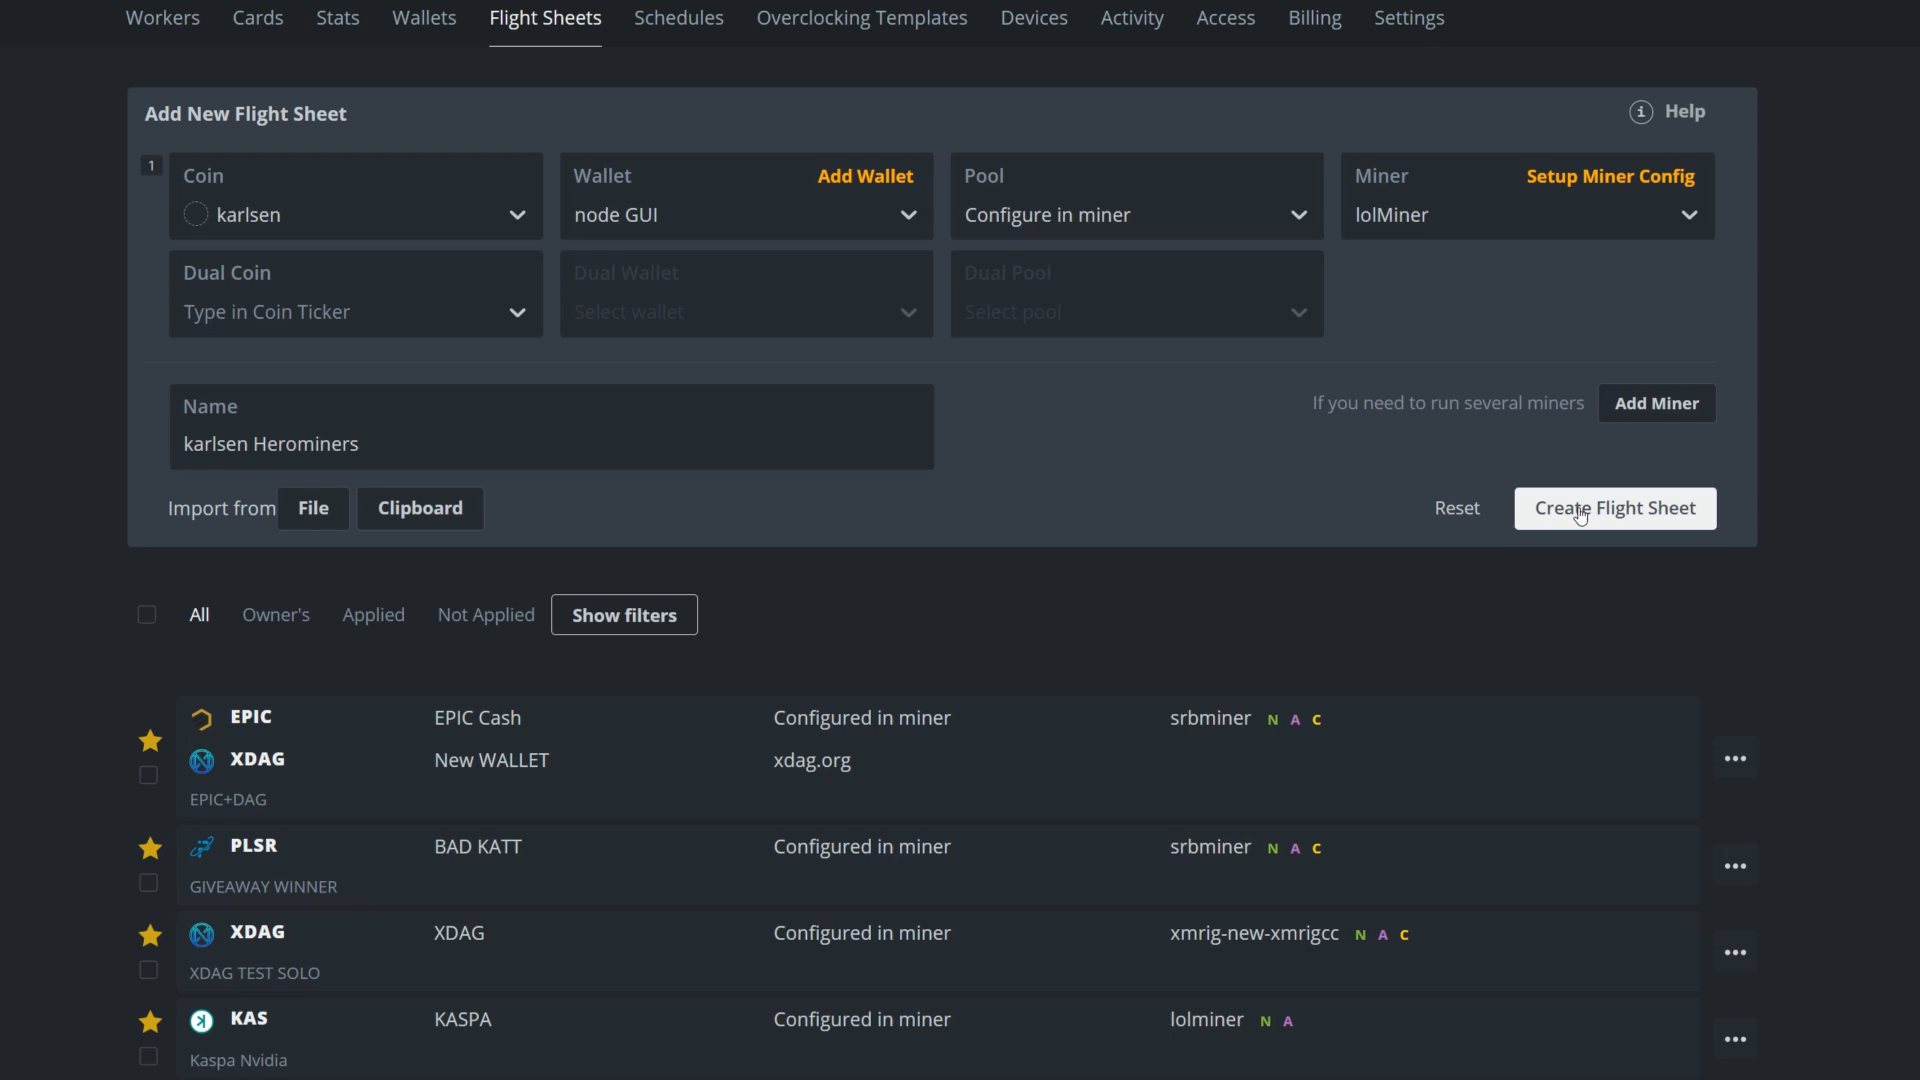 Workers Cards Stats Wallets Flight Sheets Schedules Overclocking Templates Devices Activity Access Billing Settings
Add New Flight Sheet
i Help
1
Coin
karlsen
Wallet Add Wallet
node GUI
Pool
Configure in miner
Miner Setup Miner Config
lolMiner
Dual Coin
Type in Coin Ticker
Dual Wallet
Select wallet
Dual Pool
Select pool
Name
karlsen Herominers
If you need to run several miners Add Miner
Import from File Clipboard
Reset Create Flight Sheet
All Owner's Applied Not Applied Show filters
EPIC EPIC Cash Configured in miner srbminer N A C
XDAG New WALLET xdag.org
EPIC+DAG
PLSR BAD KATT Configured in miner srbminer N A C
GIVEAWAY WINNER
XDAG XDAG Configured in miner xmrig-new-xmrigcc N A C
XDAG TEST SOLO
KAS KASPA Configured in miner lolminer N A
Kaspa Nvidia